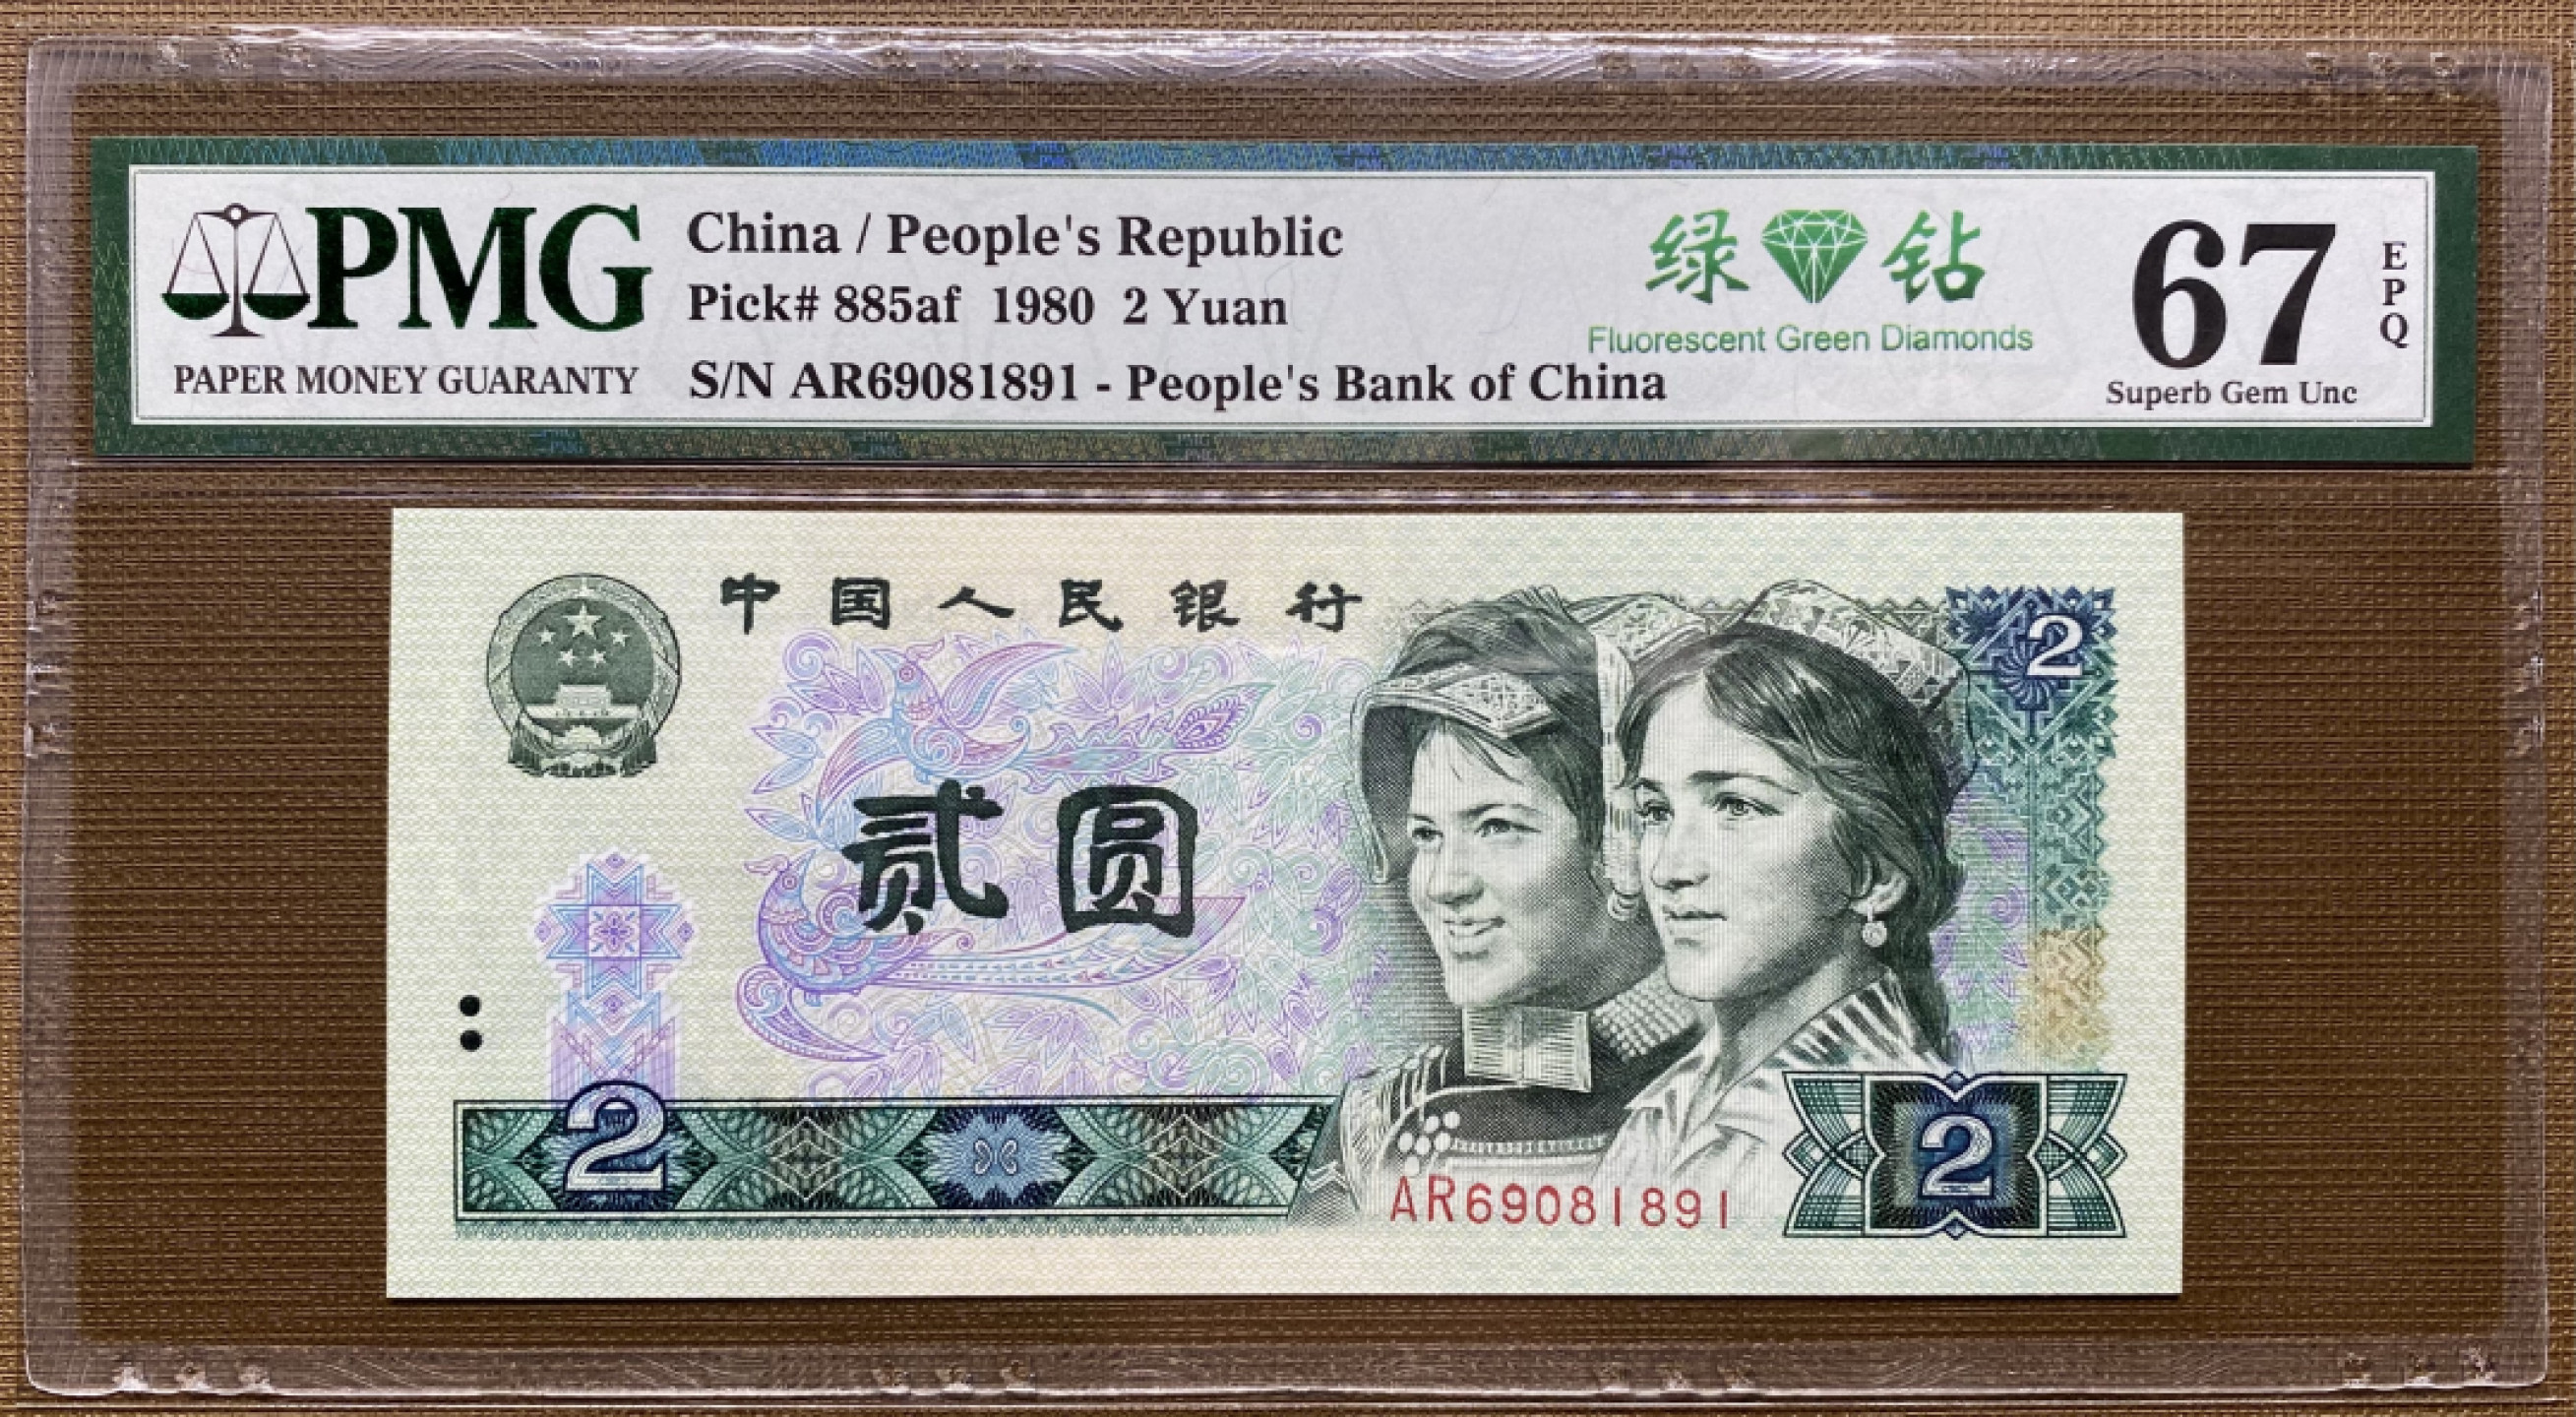 PMG
PAPER MONEY GUARANTY
China / People's Republic
Pick# 885af 1980 2 Yuan
S/N AR69081891 - People's Bank of China
绿钻
Fluorescent Green Diamonds
67
EPQ
Superb Gem Unc
中国人民银行
2
贰圆
2
2
AR69081891